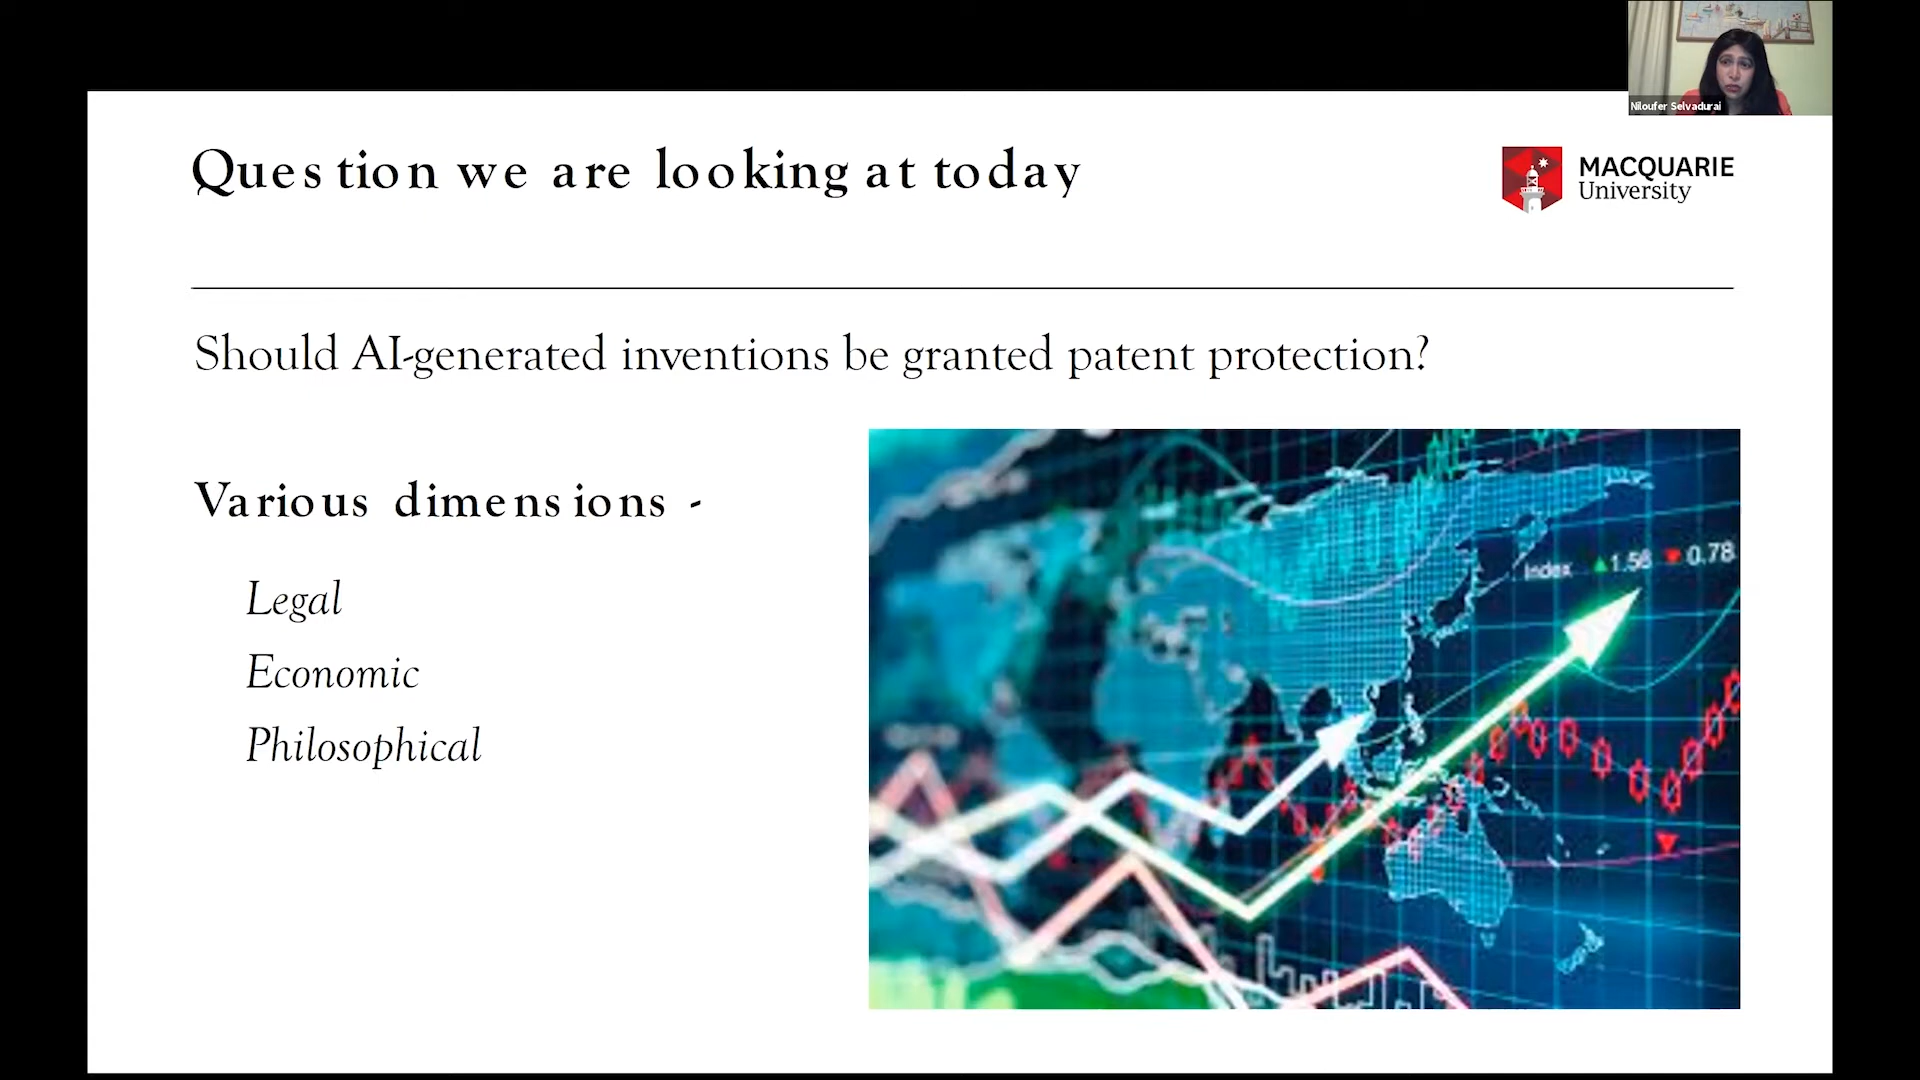 Niloufer Selvadurai
Question we are looking at today
MACQUARIE
University
Should AI-generated inventions be granted patent protection?
Various dimensions -
Legal
Economic
Philosophical
Index ▲1.56 ▼0.78